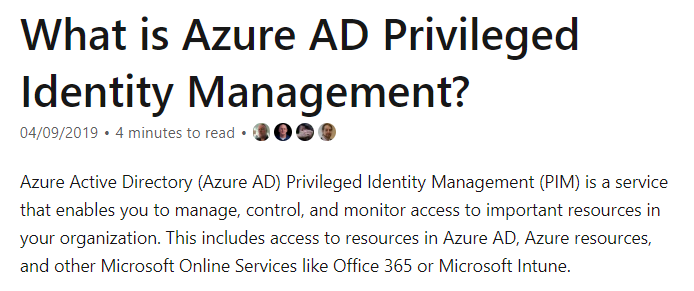 What is Azure AD Privileged
Identity Management?
04/09/2019 • 4 minutes to read •
Azure Active Directory (Azure AD) Privileged Identity Management (PIM) is a service
that enables you to manage, control, and monitor access to important resources in
your organization. This includes access to resources in Azure AD, Azure resources,
and other Microsoft Online Services like Office 365 or Microsoft Intune.